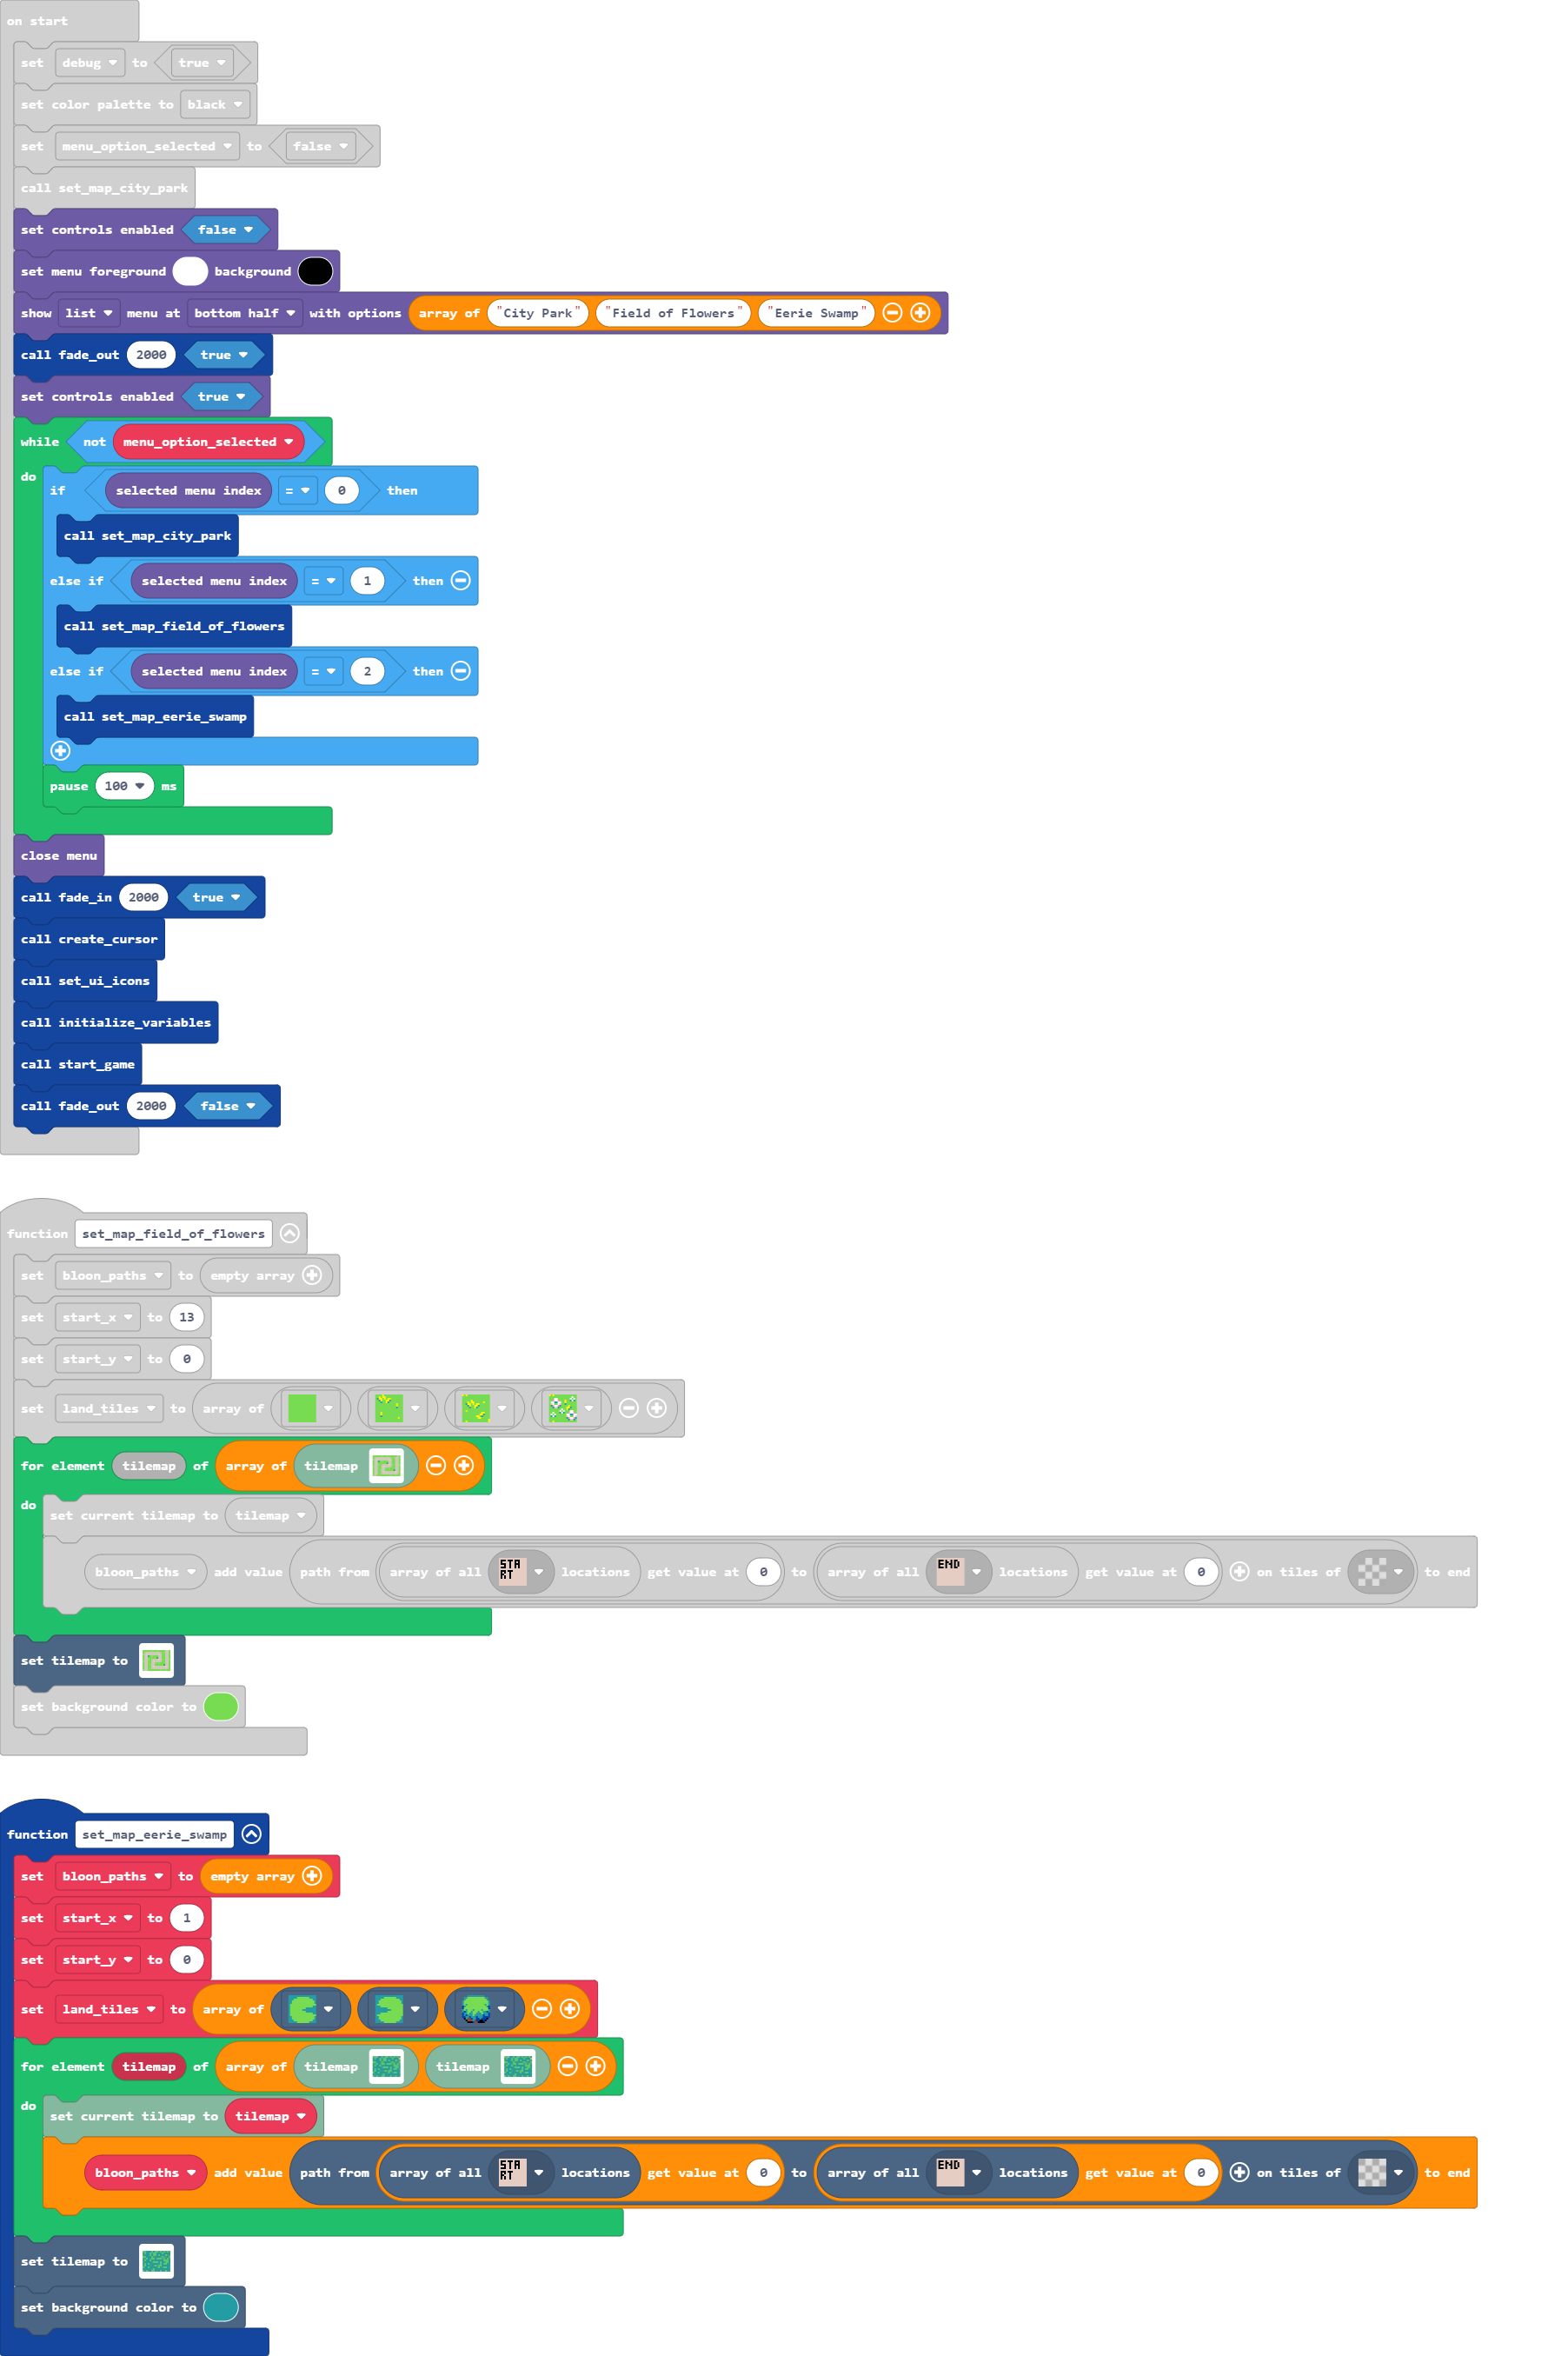 on start
set debug to true
set color palette to black
set menu_option_selected to false
call set_map_city_park
set controls enabled false
set menu foreground background
show list menu at bottom half with options array of "City Park" "Field of Flowers" "Eerie Swamp"
call fade_out 2000 true
set controls enabled true
while not menu_option_selected
do
if selected menu index = 0 then
call set_map_city_park
else if selected menu index = 1 then
call set_map_field_of_flowers
else if selected menu index = 2 then
call set_map_eerie_swamp
pause 100 ms
close menu
call fade_in 2000 true
call create_cursor
call set_ui_icons
call initialize_variables
call start_game
call fade_out 2000 false
function set_map_field_of_flowers
set bloon_paths to empty array
set start_x to 13
set start_y to 0
set land_tiles to array of
for element tilemap of array of tilemap
do
set current tilemap to tilemap
bloon_paths add value path from array of all START locations get value at 0 to array of all END locations get value at 0 on tiles of to end
set tilemap to
set background color to
function set_map_eerie_swamp
set bloon_paths to empty array
set start_x to 1
set start_y to 0
set land_tiles to array of
for element tilemap of array of tilemap tilemap
do
set current tilemap to tilemap
bloon_paths add value path from array of all START locations get value at 0 to array of all END locations get value at 0 on tiles of to end
set tilemap to
set background color to